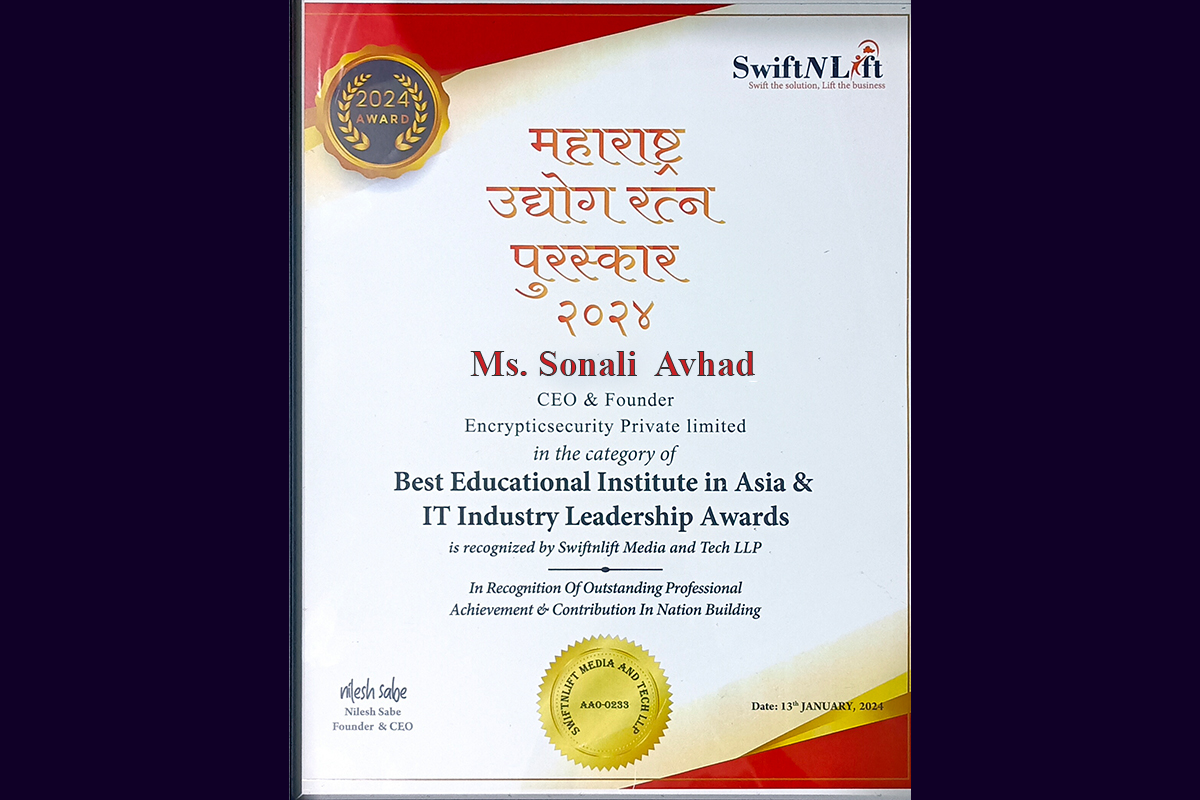 2024
AWARD
SwiftNLift
Swift the solution, Lift the business
महाराष्ट्र
उद्योग रत्न
पुरस्कार
२०२४
Ms. Sonali Avhad
CEO & Founder
Encrypticsecurity Private limited
in the category of
Best Educational Institute in Asia &
IT Industry Leadership Awards
is recognized by Swiftnlift Media and Tech LLP
In Recognition Of Outstanding Professional
Achievement & Contribution In Nation Building
SWIFTNLIFT MEDIA AND TECH LLP
AAO-0233
nilesh sabe
Nilesh Sabe
Founder & CEO
Date: 13th JANUARY, 2024